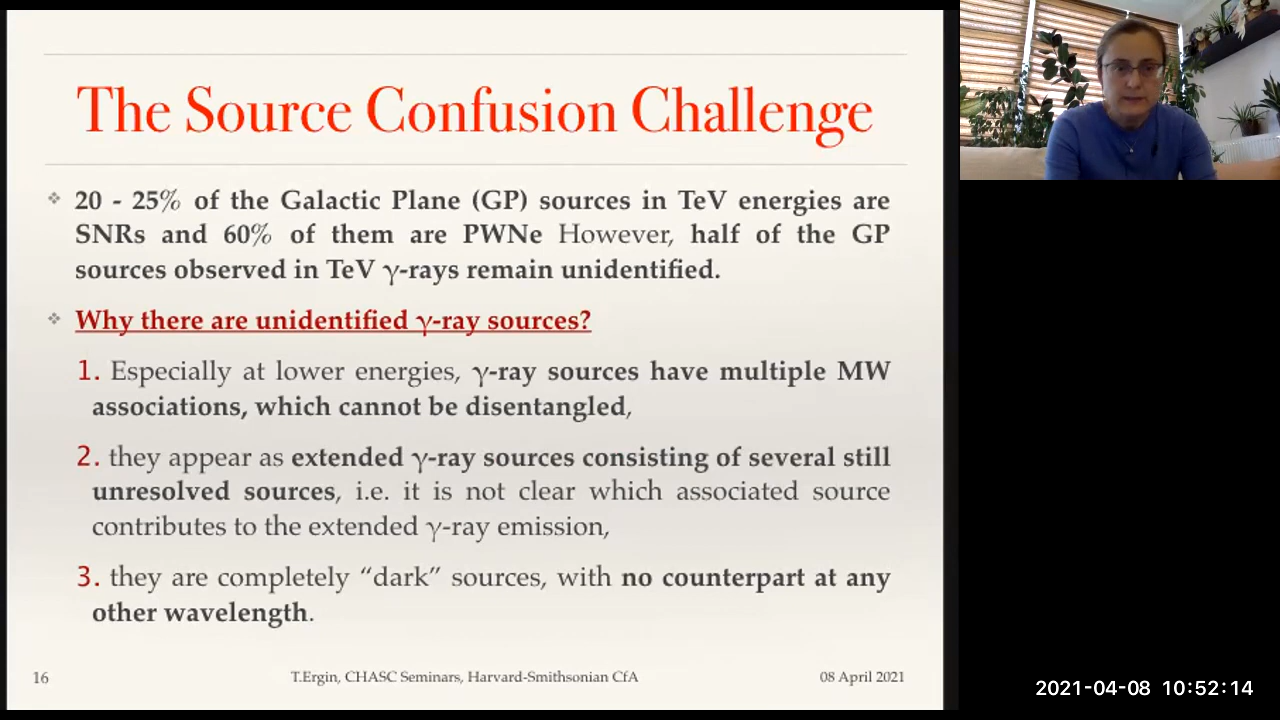 The Source Confusion Challenge
❖ 20 - 25% of the Galactic Plane (GP) sources in TeV energies are
SNRs and 60% of them are PWNe However, half of the GP
sources observed in TeV γ-rays remain unidentified.
❖ Why there are unidentified γ-ray sources?
1. Especially at lower energies, γ-ray sources have multiple MW
associations, which cannot be disentangled,
2. they appear as extended γ-ray sources consisting of several still
unresolved sources, i.e. it is not clear which associated source
contributes to the extended γ-ray emission,
3. they are completely “dark” sources, with no counterpart at any
other wavelength.
16 T.Ergin, CHASC Seminars, Harvard-Smithsonian CfA 08 April 2021
2021-04-08 10:52:14